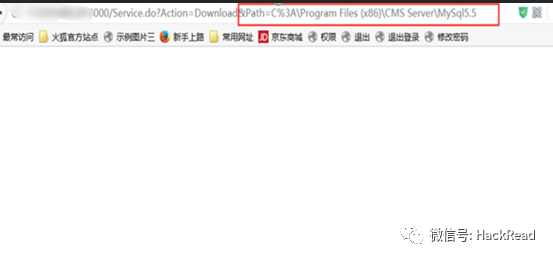 000/Service.do?Action=Download&Path=C%3A\Program Files (x86)\CMS Server\MySql5.5
最常访问 火狐官方站点 示例图片三 新手上路 常用网址 JD 京东商城 权限 退出 退出登录 修改密码
微信号: HackRead